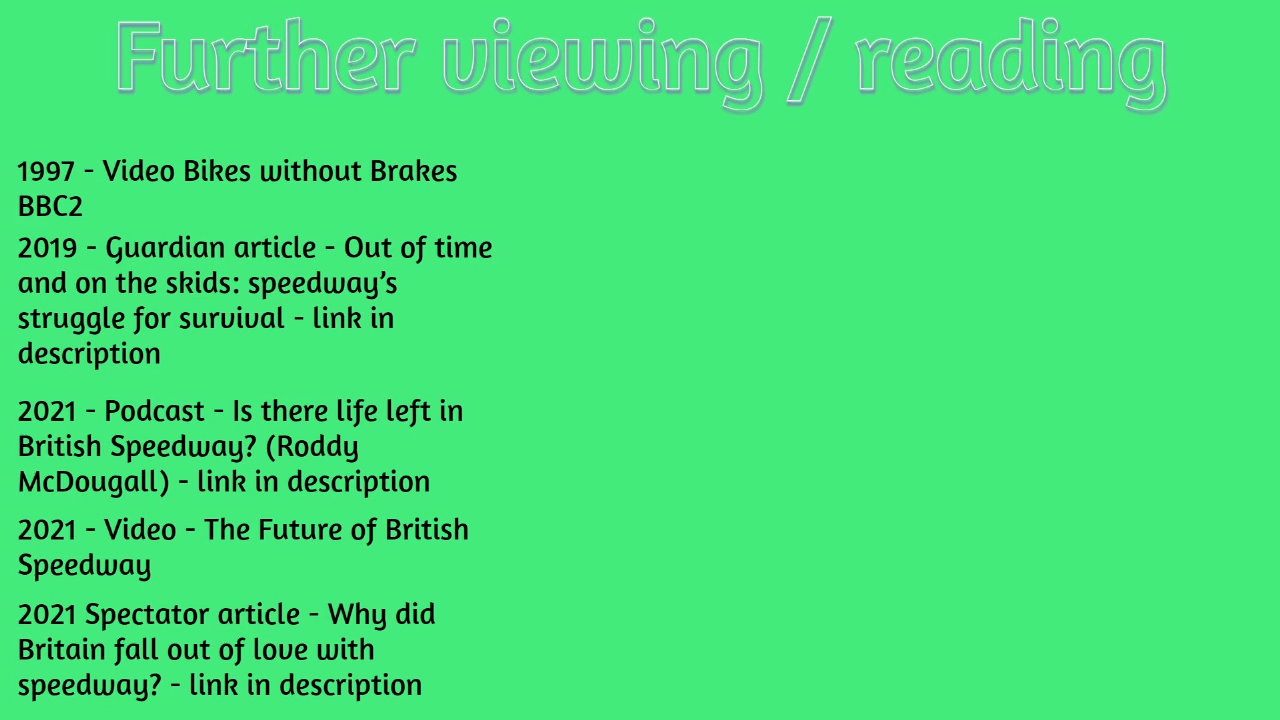 Further viewing / reading
1997 - Video Bikes without Brakes
BBC2
2019 - Guardian article - Out of time
and on the skids: speedway’s
struggle for survival - link in
description
2021 - Podcast - Is there life left in
British Speedway? (Roddy
McDougall) - link in description
2021 - Video - The Future of British
Speedway
2021 Spectator article - Why did
Britain fall out of love with
speedway? - link in description